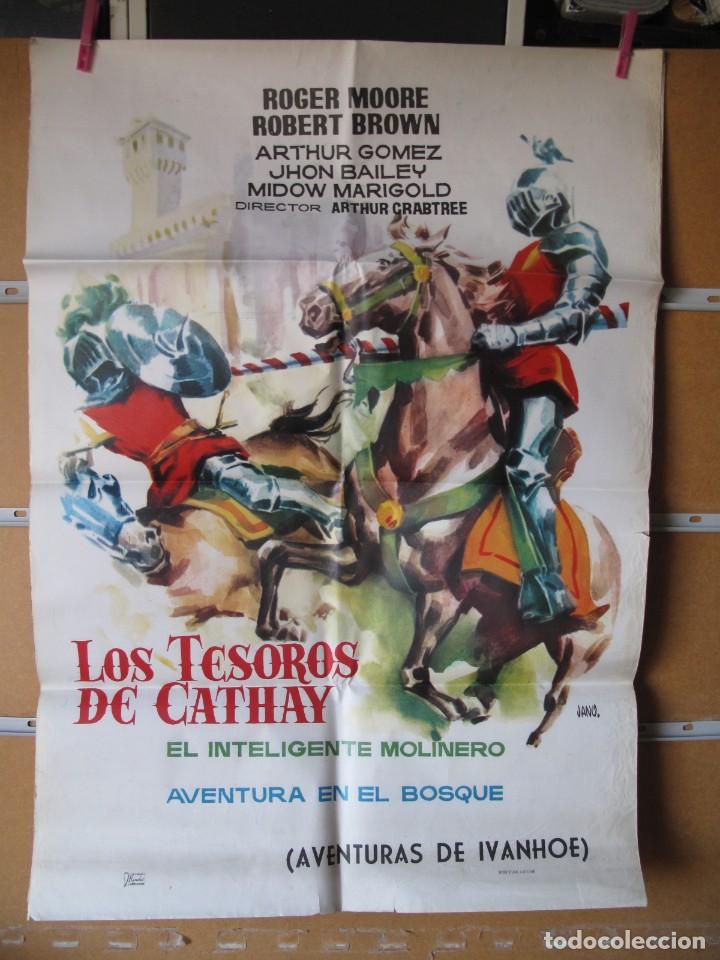 ROGER MOORE
ROBERT BROWN
ARTHUR GOMEZ
JHON BAILEY
MIDOW MARIGOLD
DIRECTOR ARTHUR CRABTREE
LOS TESOROS
DE CATHAY
JANO.
EL INTELIGENTE MOLINERO
AVENTURA EN EL BOSQUE
(AVENTURAS DE IVANHOE)
todocoleccion